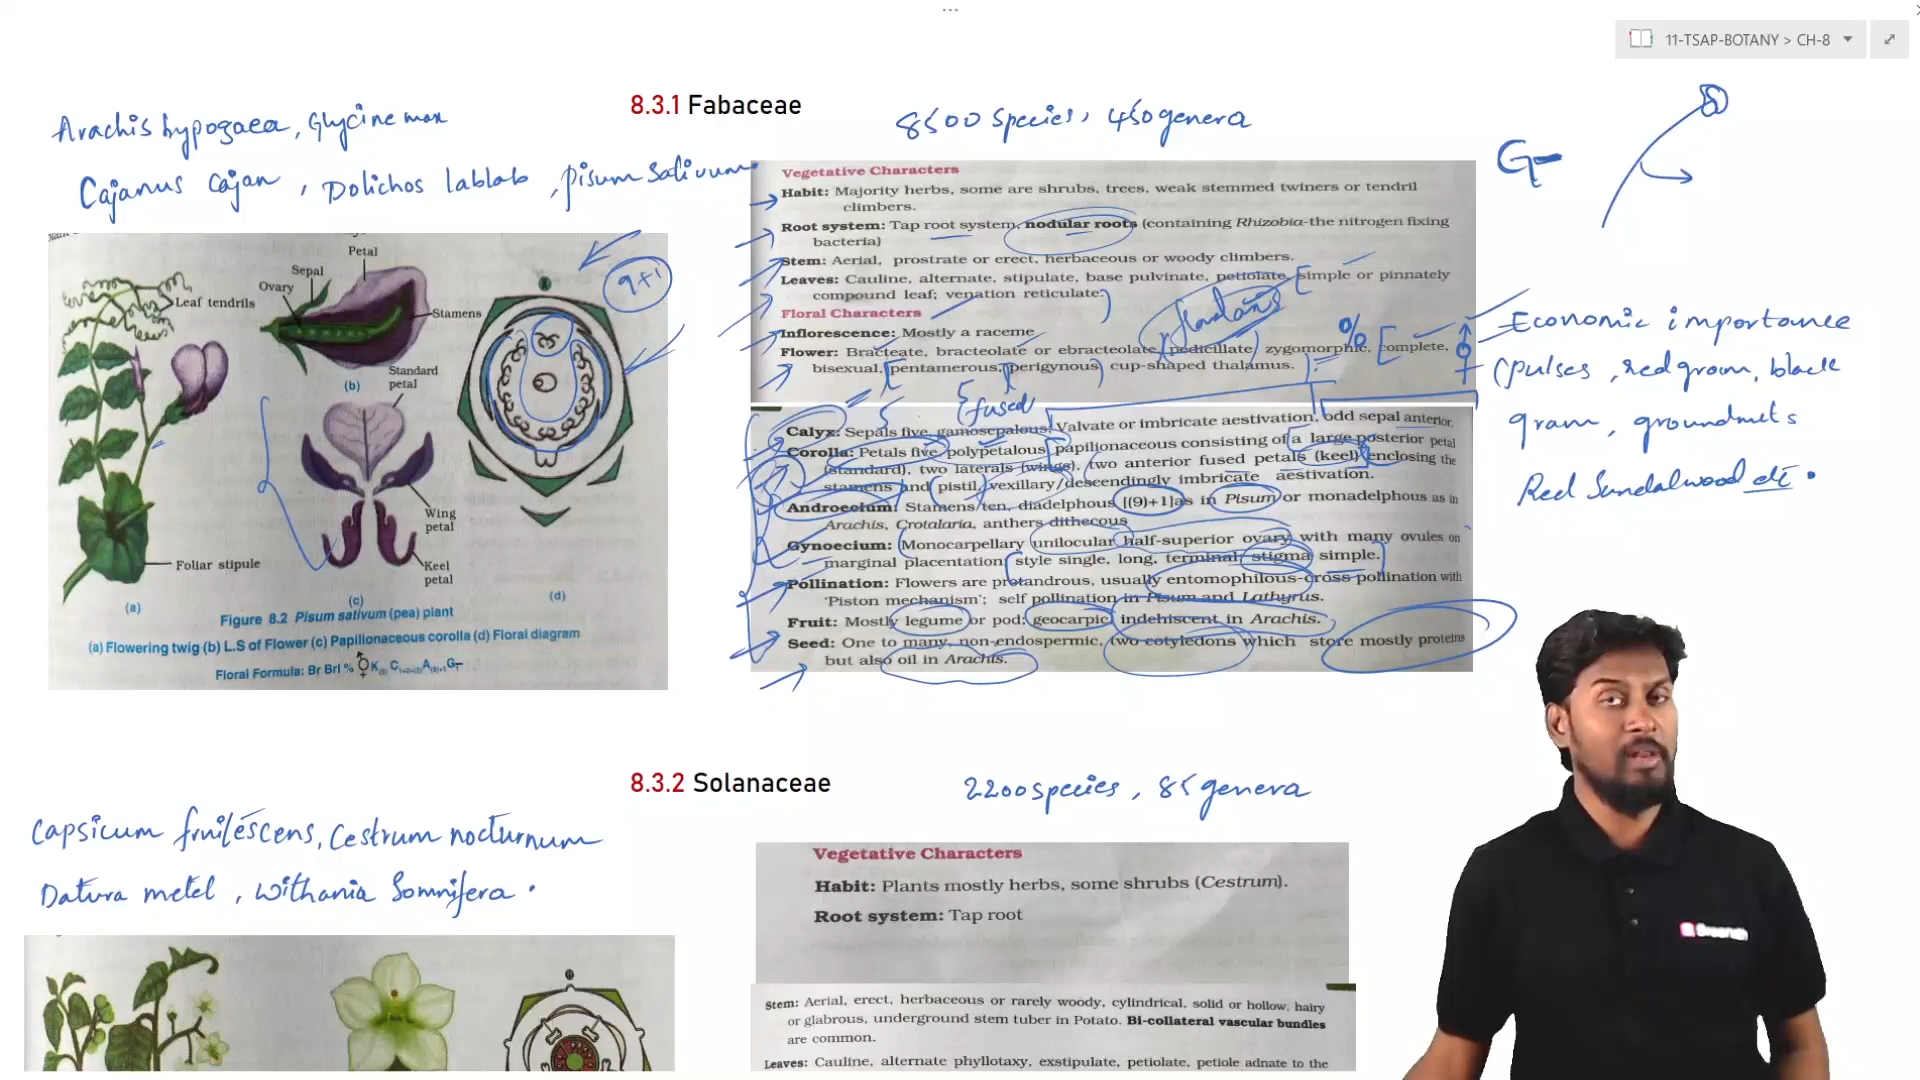 11-TSAP-BOTANY > CH-8
8.3.1 Fabaceae
8500 species, 450 genera
Arachis hypogaea, Glycine max
Cajanus cajan, Dolichos lablab, Pisum sativum
G-
Vegetative Characters
Habit: Majority herbs, some are shrubs, trees, weak stemmed twiners or tendril
climbers.
Root system: Tap root system, nodular roots (containing Rhizobia-the nitrogen fixing
bacteria)
Stem: Aerial, prostrate or erect, herbaceous or woody climbers.
Leaves: Cauline, alternate, stipulate, base pulvinate, petiolate, simple or pinnately
compound leaf; venation reticulate.
Floral Characters
Inflorescence: Mostly a raceme
Flower: Bracteate, bracteolate or ebracteolate, pedicillate, zygomorphic, complete,
bisexual, pentamerous, perigynous, cup-shaped thalamus.
%
5
5 fused
Calyx: Sepals five, gamosepalous, Valvate or imbricate aestivation, odd sepal anterior.
Corolla: Petals five, polypetalous, papilionaceous consisting of a large posterior petal
(standard), two laterals (wings), two anterior fused petals (keel) enclosing the
stamens and pistil, vexillary/descendingly imbricate aestivation.
Androecium: Stamens ten, diadelphous [(9)+1] as in Pisum or monadelphous as in
Arachis, Crotalaria, anthers dithecous
Gynoecium: Monocarpellary unilocular half-superior ovary with many ovules on
marginal placentation style single, long, terminal, stigma simple.
Pollination: Flowers are protandrous, usually entomophilous-cross pollination with
'Piston mechanism'; self pollination in Pisum and Lathyrus.
Fruit: Mostly legume or pod; geocarpic indehiscent in Arachis.
Seed: One to many, non-endospermic, two cotyledons which store mostly proteins
but also oil in Arachis.
Economic importance
(pulses, redgram, black
gram, groundnuts
Red Sandalwood etc.
9+1
Leaf tendrils
Petal
Sepal
Ovary
Stamens
(b)
Standard
petal
Wing
petal
Keel
petal
Foliar stipule
(a)
(c)
(d)
Figure 8.2 Pisum sativum (pea) plant
(a) Flowering twig (b) L.S of Flower (c) Papilionaceous corolla (d) Floral diagram
Floral Formula: Br Brl %
8.3.2 Solanaceae
2200 species, 85 genera
Capsicum frutescens, Cestrum nocturnum
Datura metel, Withania Somnifera.
Vegetative Characters
Habit: Plants mostly herbs, some shrubs (Cestrum).
Root system: Tap root
Stem: Aerial, erect, herbaceous or rarely woody, cylindrical, solid or hollow, hairy
or glabrous, underground stem tuber in Potato. Bi-collateral vascular bundles
are common.
Leaves: Cauline, alternate phyllotaxy, exstipulate, petiolate, petiole adnate to the